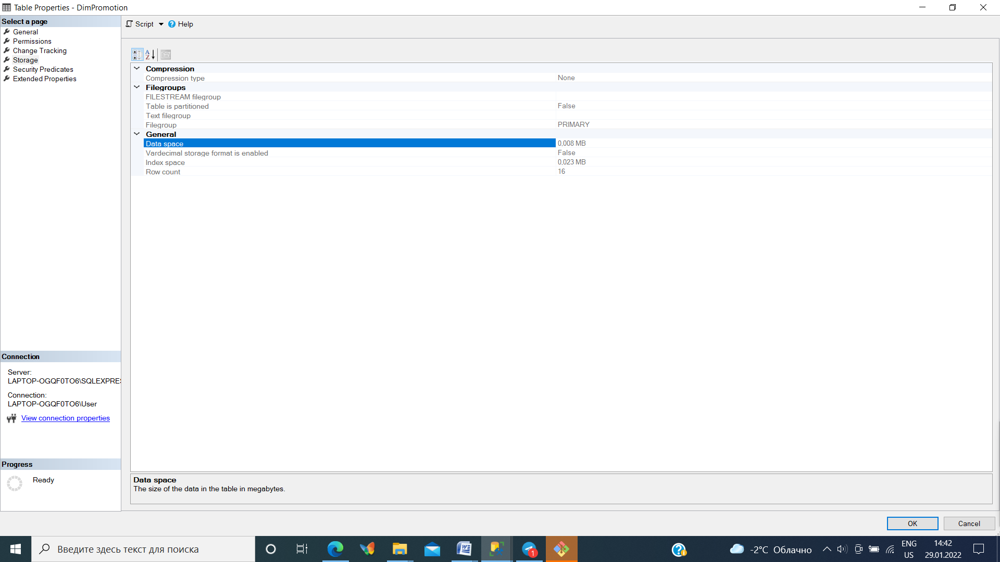 Table Properties - DimPromotion
Select a page
General
Permissions
Change Tracking
Storage
Security Predicates
Extended Properties
Script
Help
Compression
Compression type None
Filegroups
FILESTREAM filegroup
Table is partitioned False
Text filegroup
Filegroup PRIMARY
General
Data space 0,008 MB
Vardecimal storage format is enabled False
Index space 0,023 MB
Row count 16
Connection
Server:
LAPTOP-OGQF0TO6\SQLEXPRES
Connection:
LAPTOP-OGQF0TO6\User
View connection properties
Progress
Ready
Data space
The size of the data in the table in megabytes.
OK Cancel
Введите здесь текст для поиска
1
-2°C Облачно
ENG
US
14:42
29.01.2022